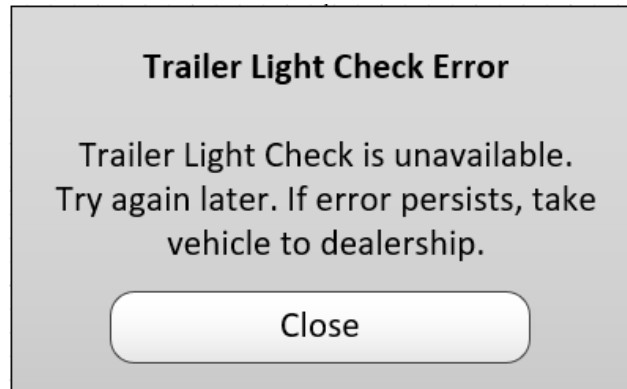 Trailer Light Check Error
Trailer Light Check is unavailable.
Try again later. If error persists, take
vehicle to dealership.
Close